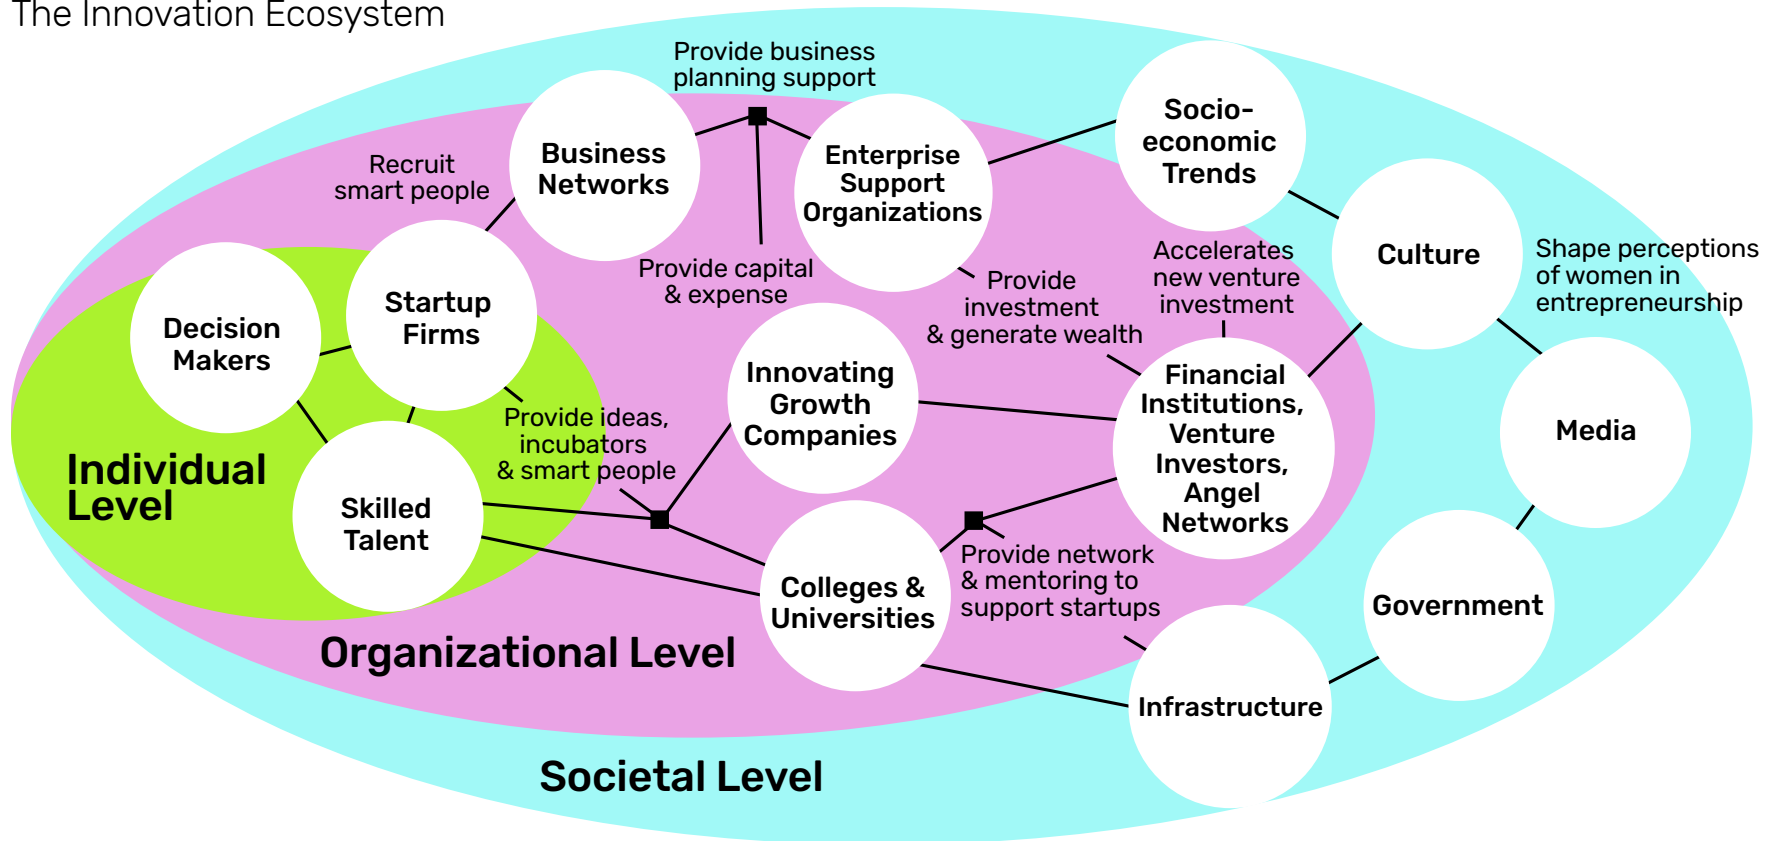 The Innovation Ecosystem
Provide business
planning support
Recruit
smart people
Business
Networks
Enterprise
Support
Organizations
Socio-
economic
Trends
Culture
Shape perceptions
of women in
entrepreneurship
Provide capital
& expense
Provide
investment
& generate wealth
Accelerates
new venture
investment
Decision
Makers
Startup
Firms
Innovating
Growth
Companies
Financial
Institutions,
Venture
Investors,
Angel
Networks
Media
Provide ideas,
incubators
& smart people
Individual
Level
Skilled
Talent
Colleges &
Universities
Provide network
& mentoring to
support startups
Government
Organizational Level
Infrastructure
Societal Level